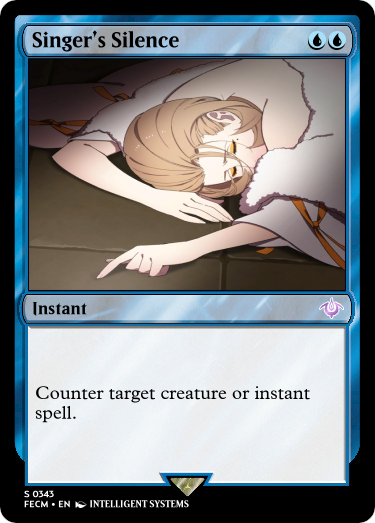 Singer's Silence
Instant
Counter target creature or instant
spell.
S 0343
FECM • EN INTELLIGENT SYSTEMS